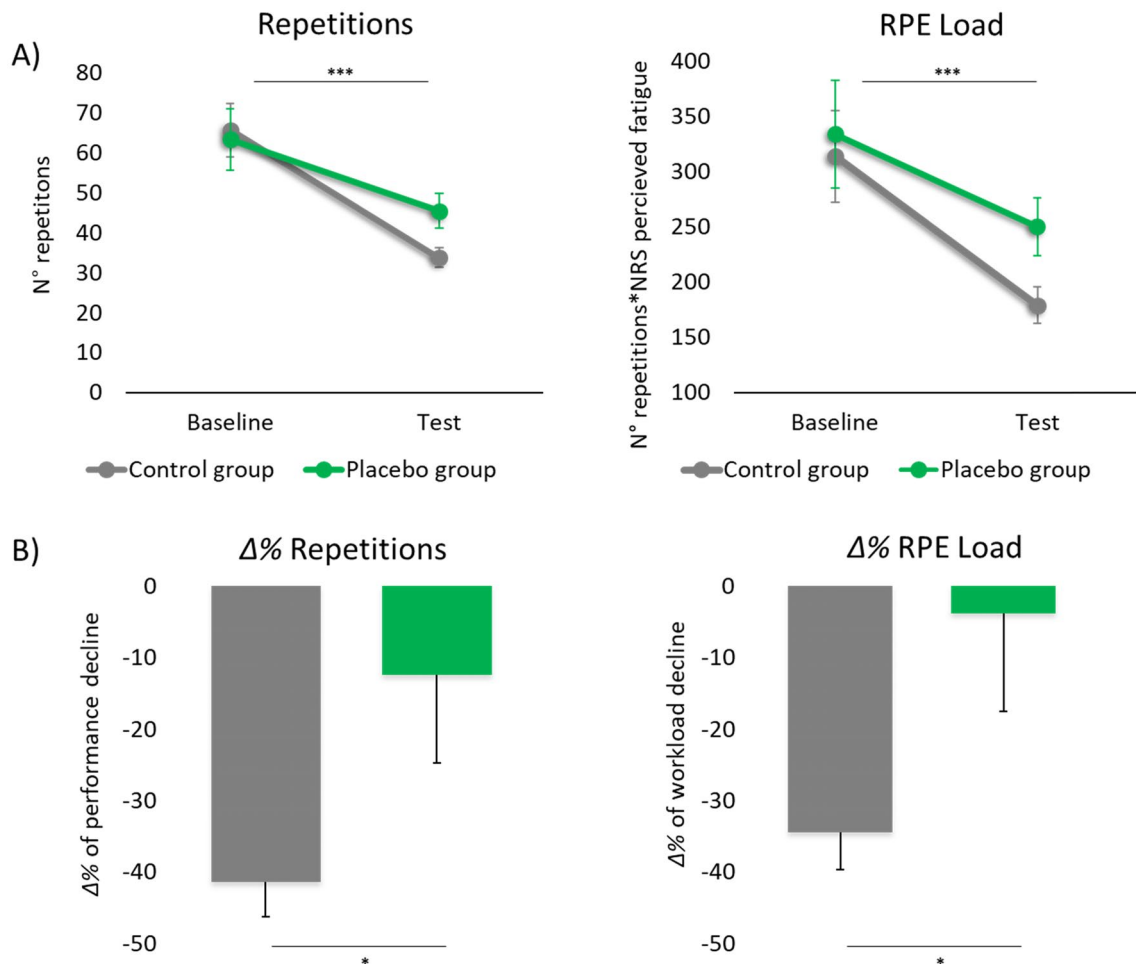 A)
Repetitions
***
80
70
60
50
40
30
20
10
0
N° repetitons
Baseline Test
Control group Placebo group
RPE Load
***
400
350
300
250
200
150
100
N° repetitions*NRS percieved fatigue
Baseline Test
Control group Placebo group
B)
Δ% Repetitions
0
-10
-20
-30
-40
-50
Δ% of performance decline
*
Δ% RPE Load
0
-10
-20
-30
-40
-50
Δ% of workload decline
*